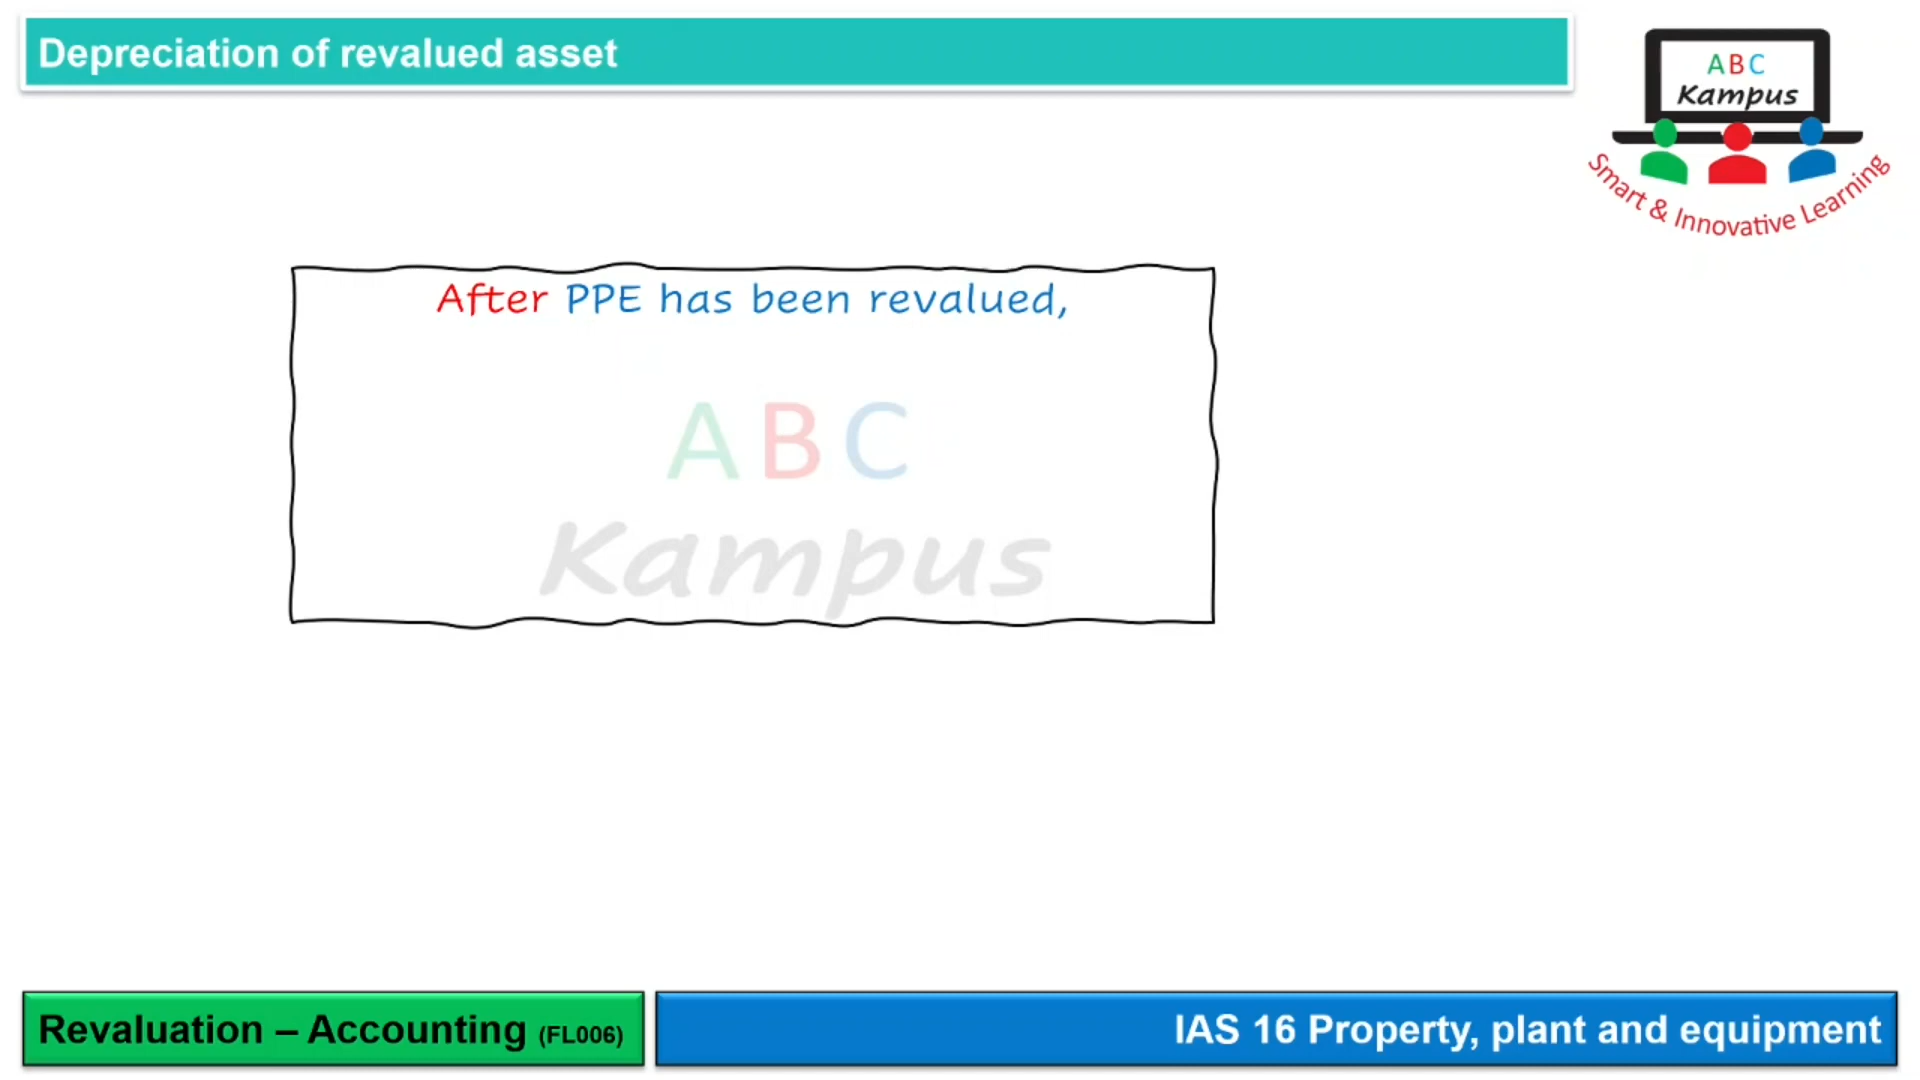 Depreciation of revalued asset
ABC
Kampus
Smart & Innovative Learning
After PPE has been revalued,
ABC
Kampus
Revaluation – Accounting (FL006)
IAS 16 Property, plant and equipment